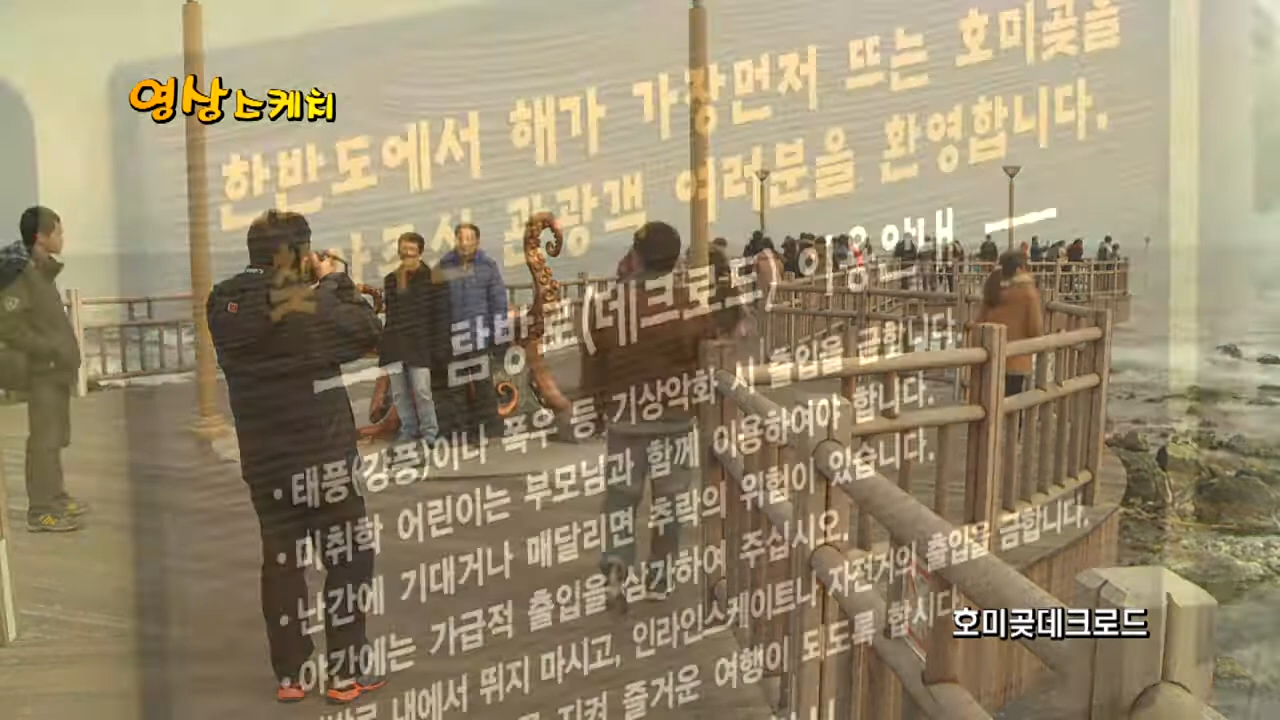 영상스케치
한반도에서 해가 가장먼저 뜨는 호미곶을
찾아주신 관광객 여러분을 환영합니다.
탐방로(데크로드) 이용안내
· 태풍(강풍)이나 폭우 등 기상악화 시 출입을 금합니다.
· 미취학 어린이는 부모님과 함께 이용하여야 합니다.
· 난간에 기대거나 매달리면 추락의 위험이 있습니다.
· 야간에는 가급적 출입을 삼가하여 주십시오.
내에서 뛰지 마시고, 인라인스케이트나 자전거의 출입을 금합니다.
지켜 즐거운 여행이 되도록 합시다
호미곶데크로드